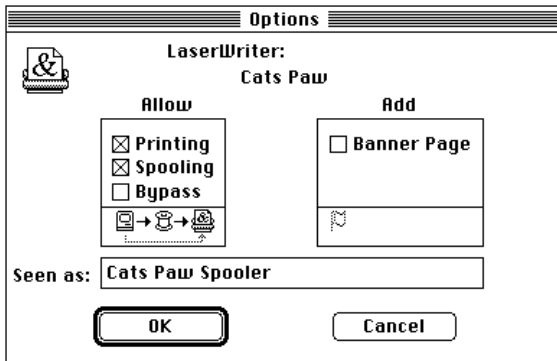 Options
LaserWriter:
Cats Paw
Allow
Add
Printing
Spooling
Bypass
Banner Page
&
&
Seen as: Cats Paw Spooler
OK
Cancel